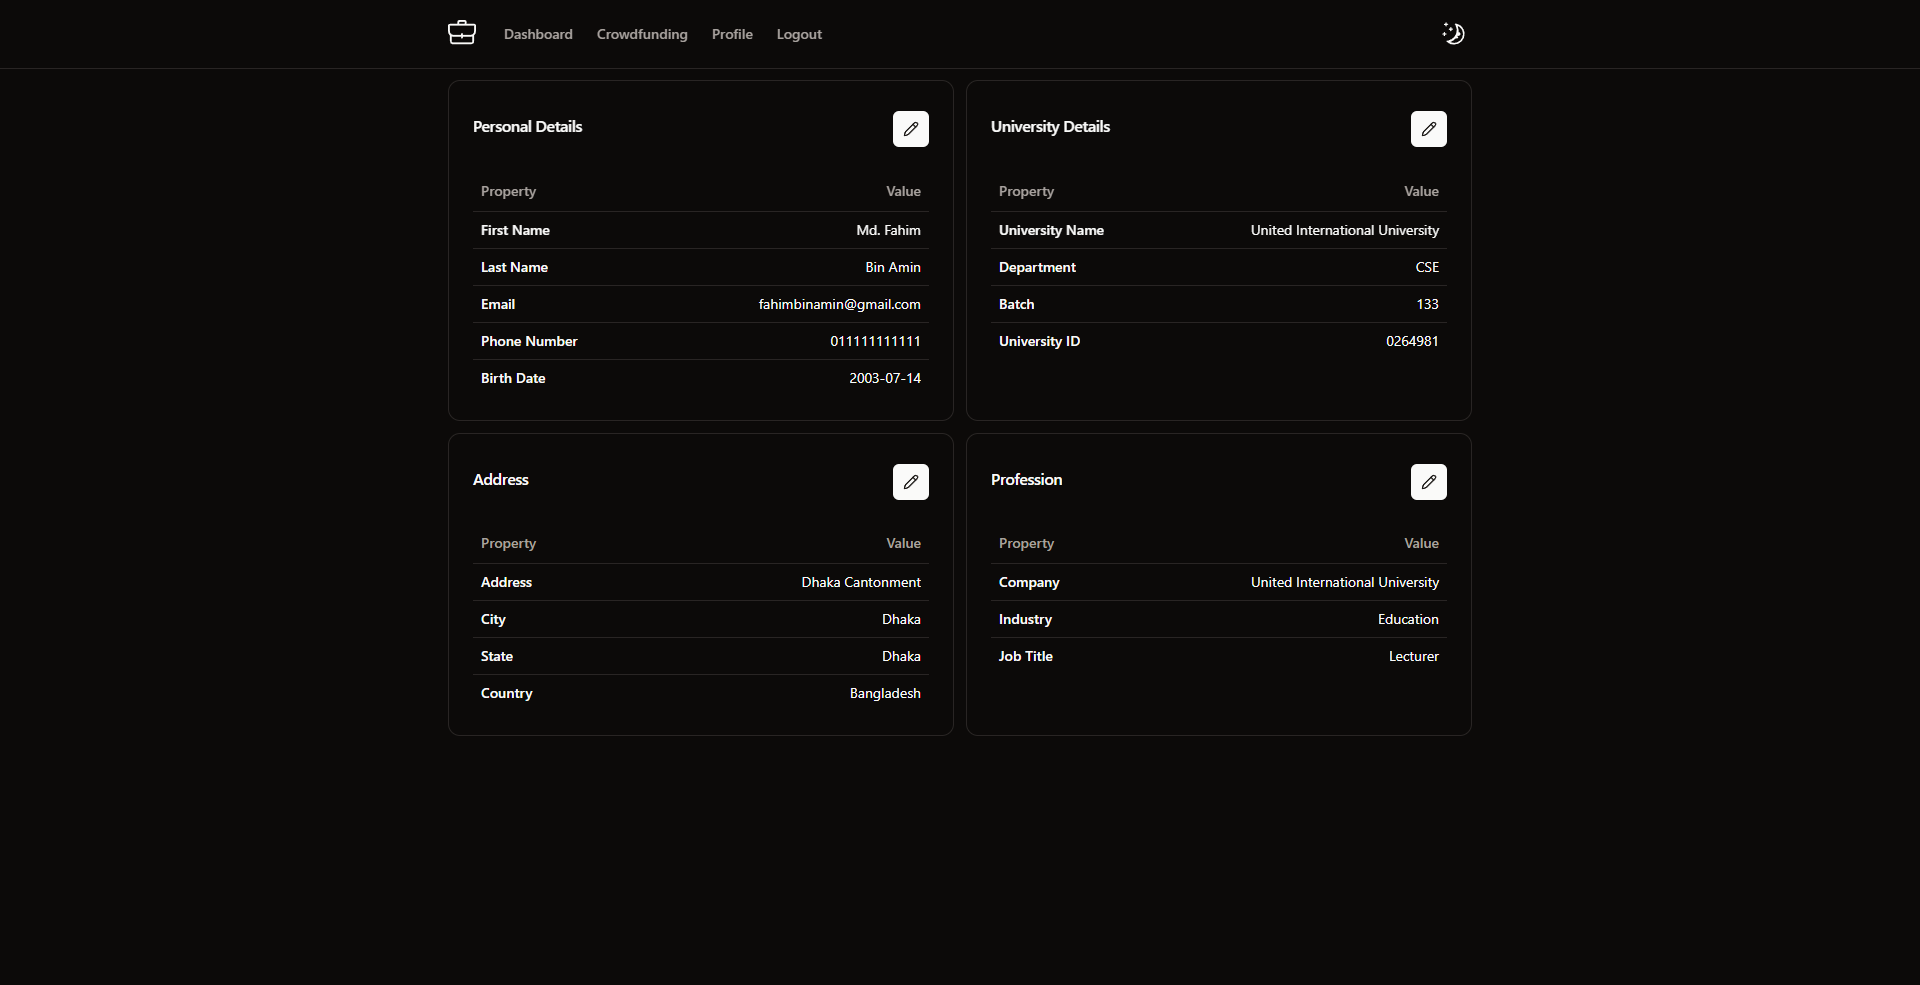 Dashboard Crowdfunding Profile Logout
Personal Details
Property Value
First Name Md. Fahim
Last Name Bin Amin
Email fahimbinamin@gmail.com
Phone Number 011111111111
Birth Date 2003-07-14
University Details
Property Value
University Name United International University
Department CSE
Batch 133
University ID 0264981
Address
Property Value
Address Dhaka Cantonment
City Dhaka
State Dhaka
Country Bangladesh
Profession
Property Value
Company United International University
Industry Education
Job Title Lecturer